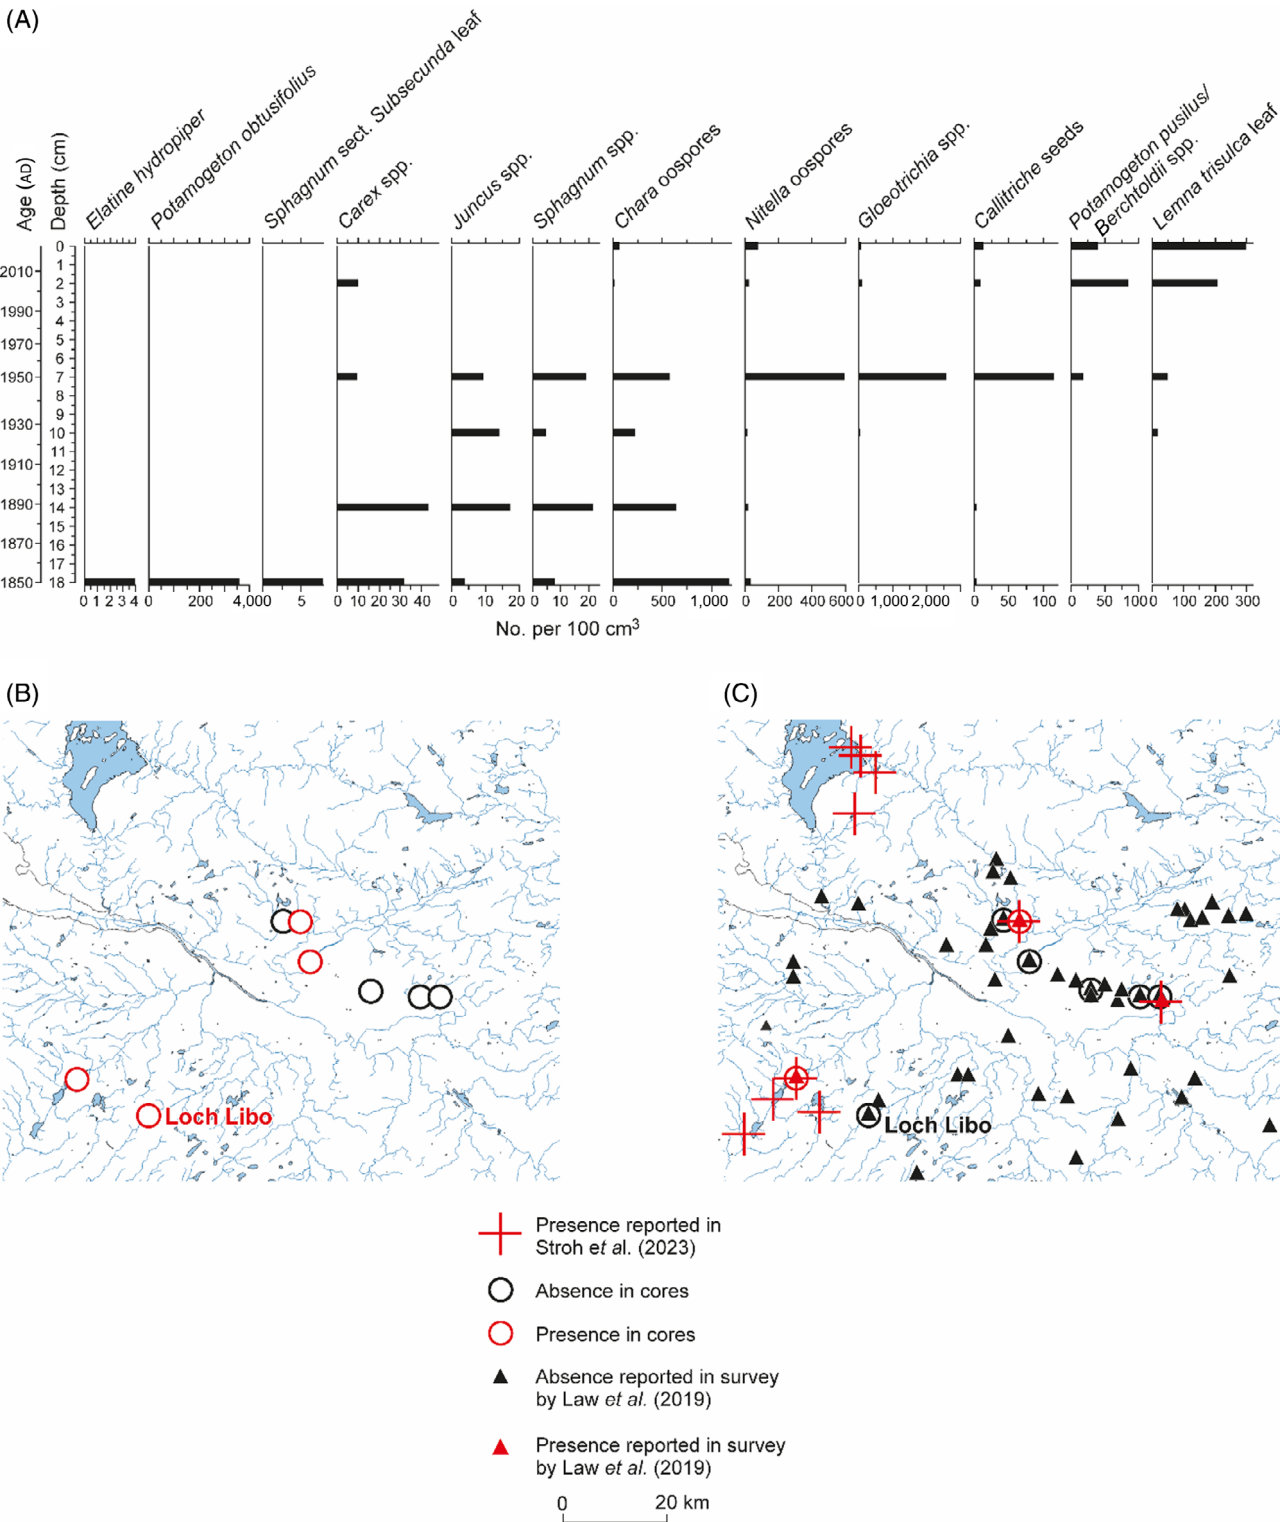 (A)
Age (AD)
Depth (cm)
Elatine hydropiper
Potamogeton obtusifolius
Sphagnum sect. Subsecunda leaf
Carex spp.
Juncus spp.
Sphagnum spp.
Chara oospores
Nitella oospores
Gloeotrichia spp.
Callitriche seeds
Potamogeton pusilus/
Berchtoldii spp.
Lemna trisulca leaf
2010
1990
1970
1950
1930
1910
1890
1870
1850
0
1
2
3
4
5
6
7
8
9
10
11
12
13
14
15
16
17
18
0 1 2 3 4
0 200 4,000
5
0 10 20 30 40
0 10 20
0 10 20
0 500 1,000
0 200 400 600
0 1,000 2,000
0 50 100
0 50 100
0 100 200 300
No. per 100 cm³
(B)
(C)
Loch Libo
Loch Libo
Presence reported in
Stroh et al. (2023)
Absence in cores
Presence in cores
Absence reported in survey
by Law et al. (2019)
Presence reported in survey
by Law et al. (2019)
0 20 km